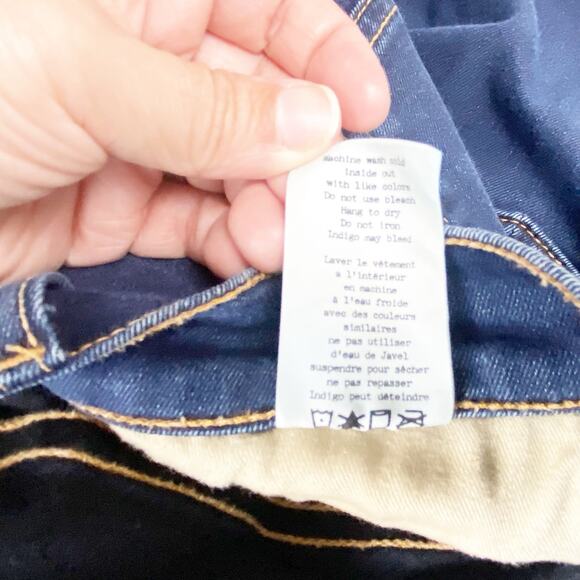 Machine wash cold
inside out
with like colors
Do not use bleach
Hang to dry
Do not iron
Indigo may bleed
Laver le vêtement
a l'intérieur
en machine
à l'eau froide
avec des couleurs
similaires
ne pas utiliser
d'eau de Javel
suspendre pour sécher
ne pas repasser
Indigo peut déteindre